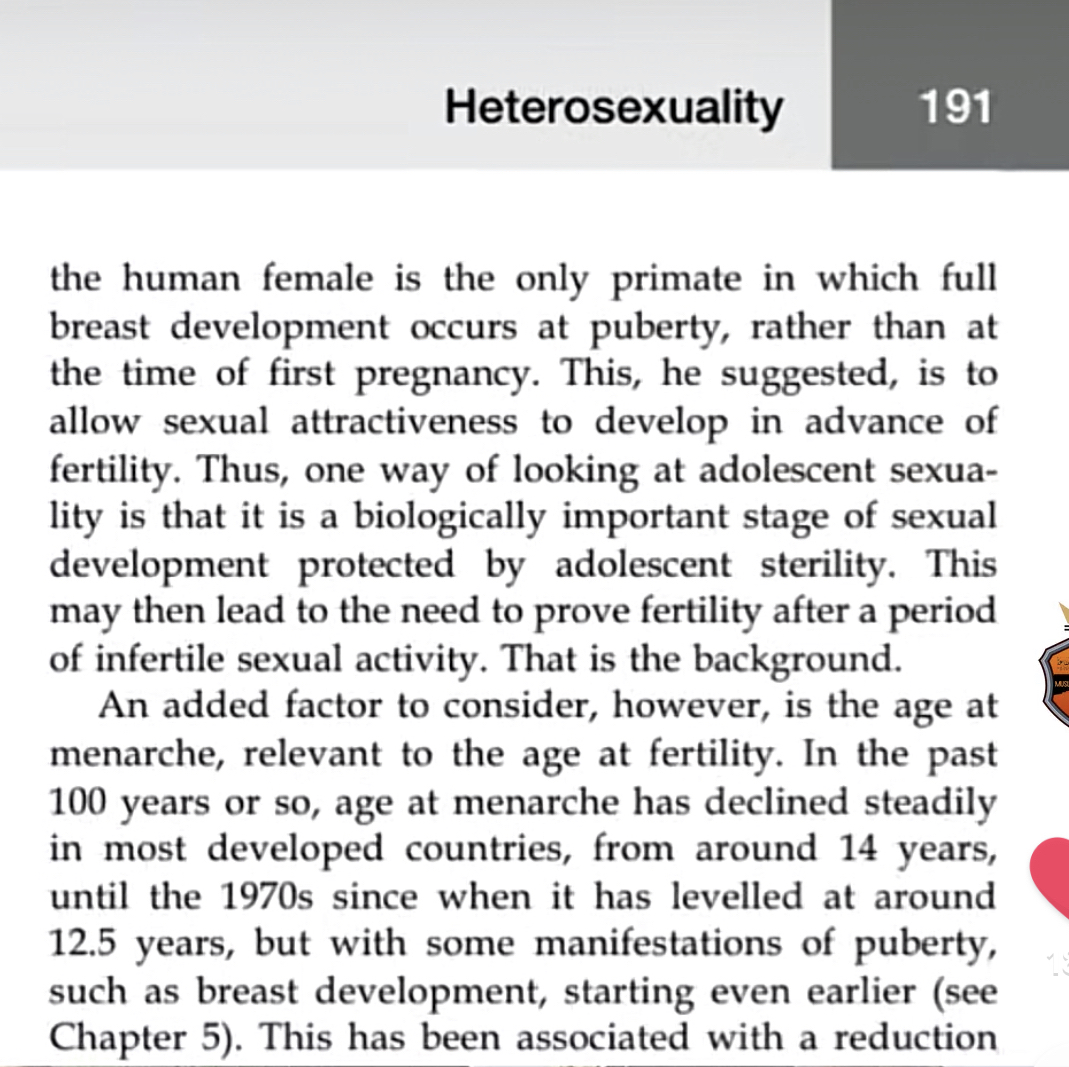 Heterosexuality 191
the human female is the only primate in which full
breast development occurs at puberty, rather than at
the time of first pregnancy. This, he suggested, is to
allow sexual attractiveness to develop in advance of
fertility. Thus, one way of looking at adolescent sexua-
lity is that it is a biologically important stage of sexual
development protected by adolescent sterility. This
may then lead to the need to prove fertility after a period
of infertile sexual activity. That is the background.
An added factor to consider, however, is the age at
menarche, relevant to the age at fertility. In the past
100 years or so, age at menarche has declined steadily
in most developed countries, from around 14 years,
until the 1970s since when it has levelled at around
12.5 years, but with some manifestations of puberty,
such as breast development, starting even earlier (see
Chapter 5). This has been associated with a reduction